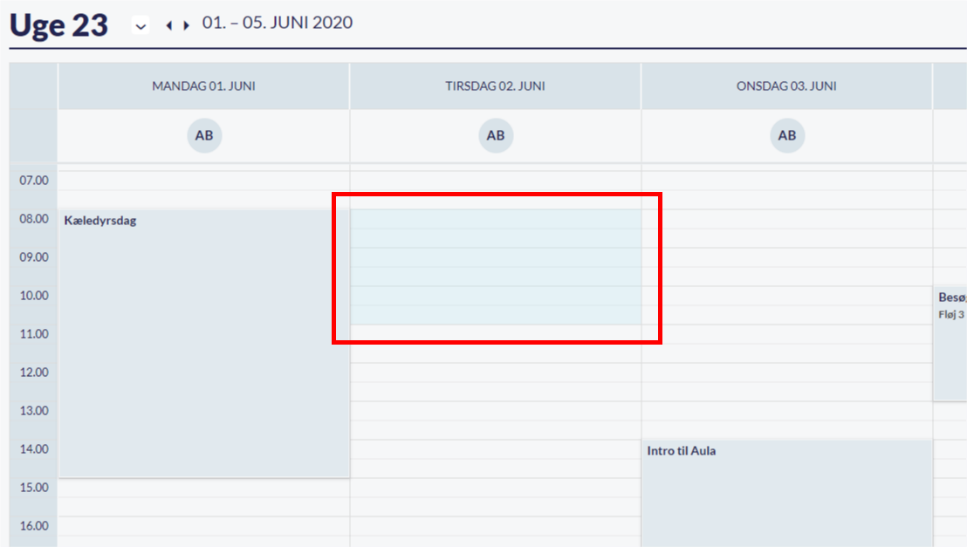 Uge 23 01. – 05. JUNI 2020
MANDAG 01. JUNI TIRSDAG 02. JUNI ONSDAG 03. JUNI
AB AB AB
07.00
08.00 Kæledyrsdag
09.00
10.00 Besø
Fløj 3
11.00
12.00
13.00
14.00 Intro til Aula
15.00
16.00